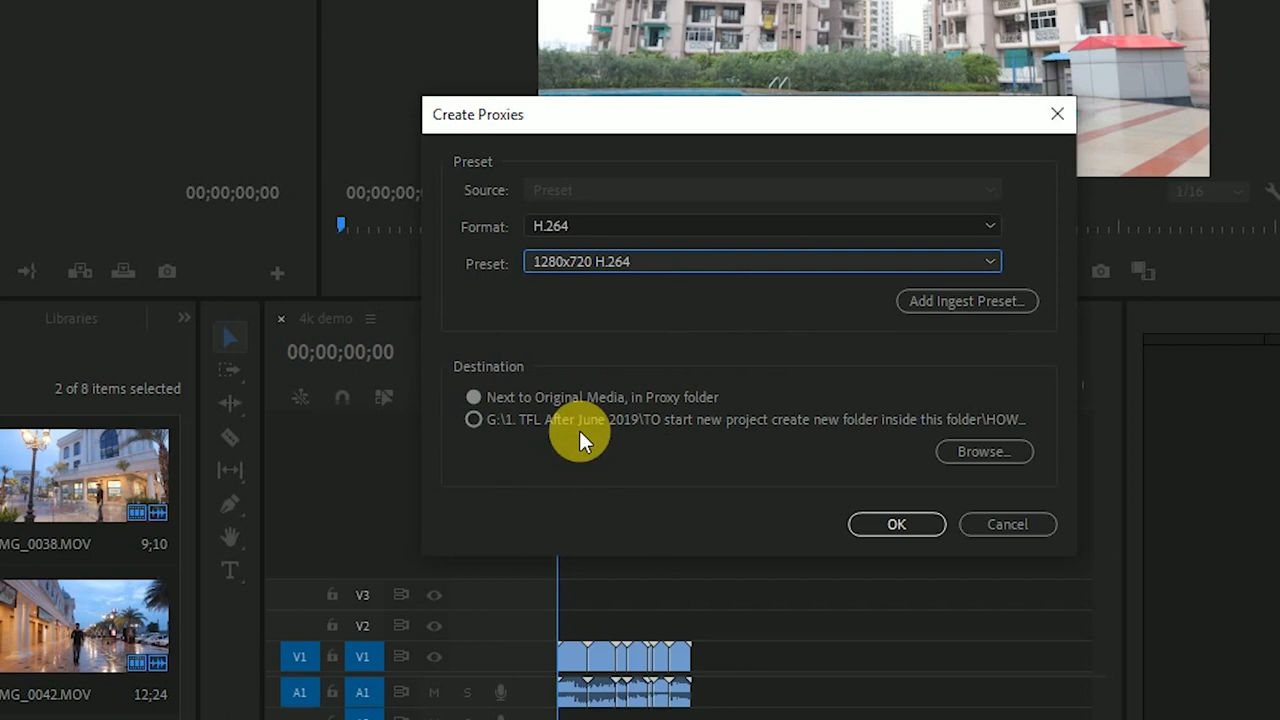 Create Proxies
Preset
Source: Preset
Format: H.264
Preset: 1280x720 H.264
Add Ingest Preset...
Destination
Next to Original Media, in Proxy folder
G:\1. TFL After June 2019\TO start new project create new folder inside this folder\HOW...
Browse...
OK Cancel
00;00;00;00
00;00;00;
1/16
Libraries
2 of 8 items selected
MG_0038.MOV 9;10
MG_0042.MOV 12;24
4k demo
00;00;00;00
V3
V2
V1 V1
A1 A1 M S